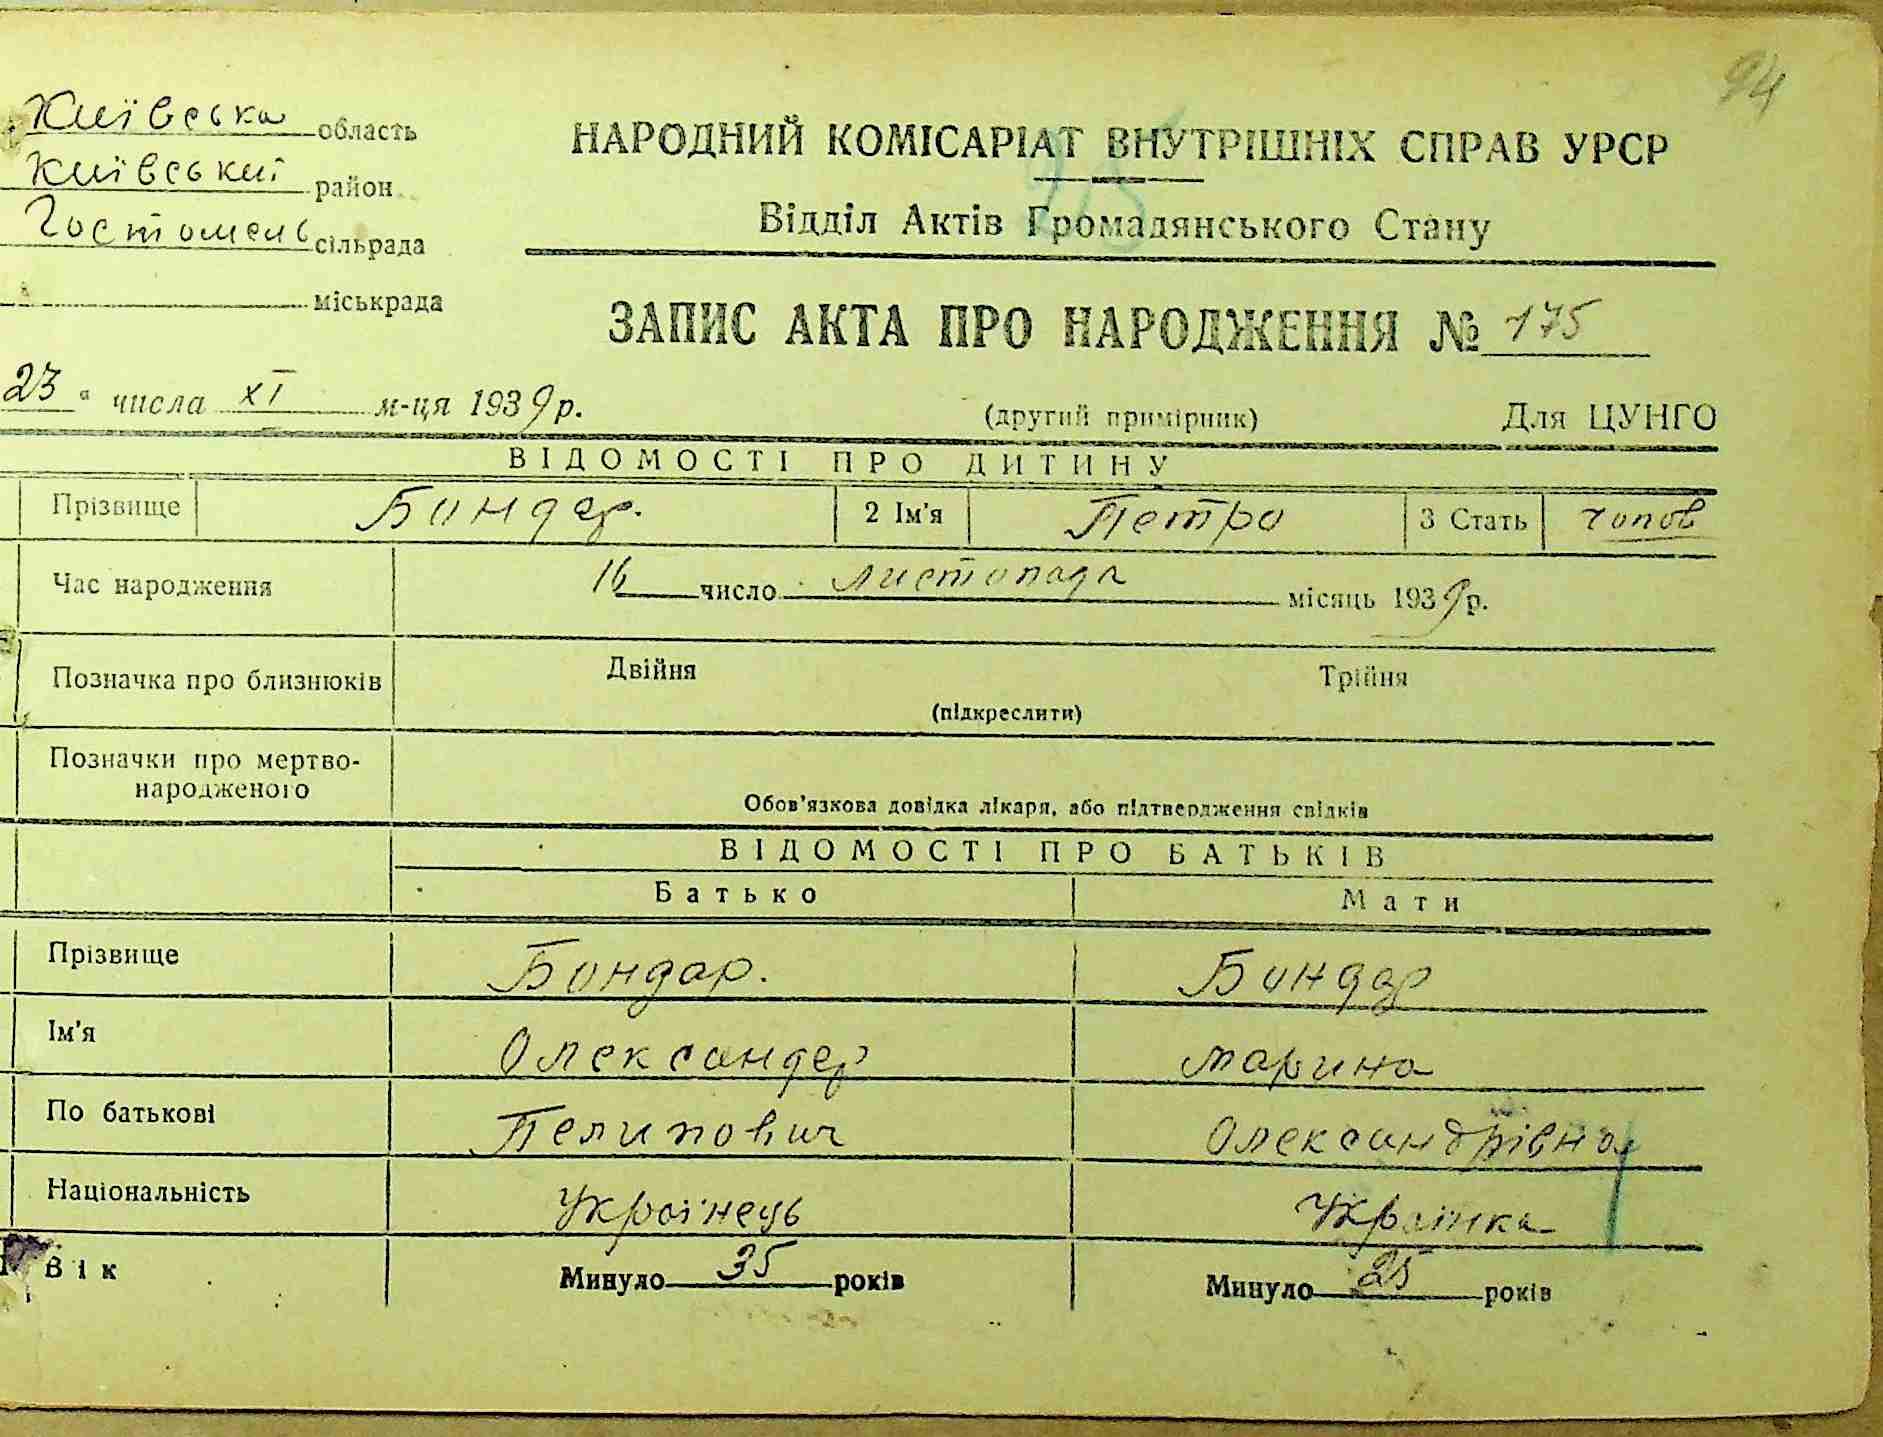 94
Київська область
Київський район
Гостомель сільрада
міськрада
НАРОДНИЙ КОМІСАРІАТ ВНУТРІШНІХ СПРАВ УРСР
Відділ Актів Громадянського Стану
ЗАПИС АКТА ПРО НАРОДЖЕННЯ № 175
23 " числа XI м-ця 1939 р.
(другий примірник) Для ЦУНГО
ВІДОМОСТІ ПРО ДИТИНУ
Прізвище Бондар. 2 Ім'я Петро 3 Стать чолов
Час народження 16 число листопада місяць 1939 р.
Позначка про близнюків Двійня Трійня
(підкреслити)
Позначки про мертво-
народженого
Обов'язкова довідка лікаря, або підтвердження свідків
ВІДОМОСТІ ПРО БАТЬКІВ
Батько Мати
Прізвище Бондар. Бондар
Ім'я Олександер Марина
По батькові Пелипович Олександрівна
Національність Українець Українка
Вік Минуло 35 років Минуло 25 років